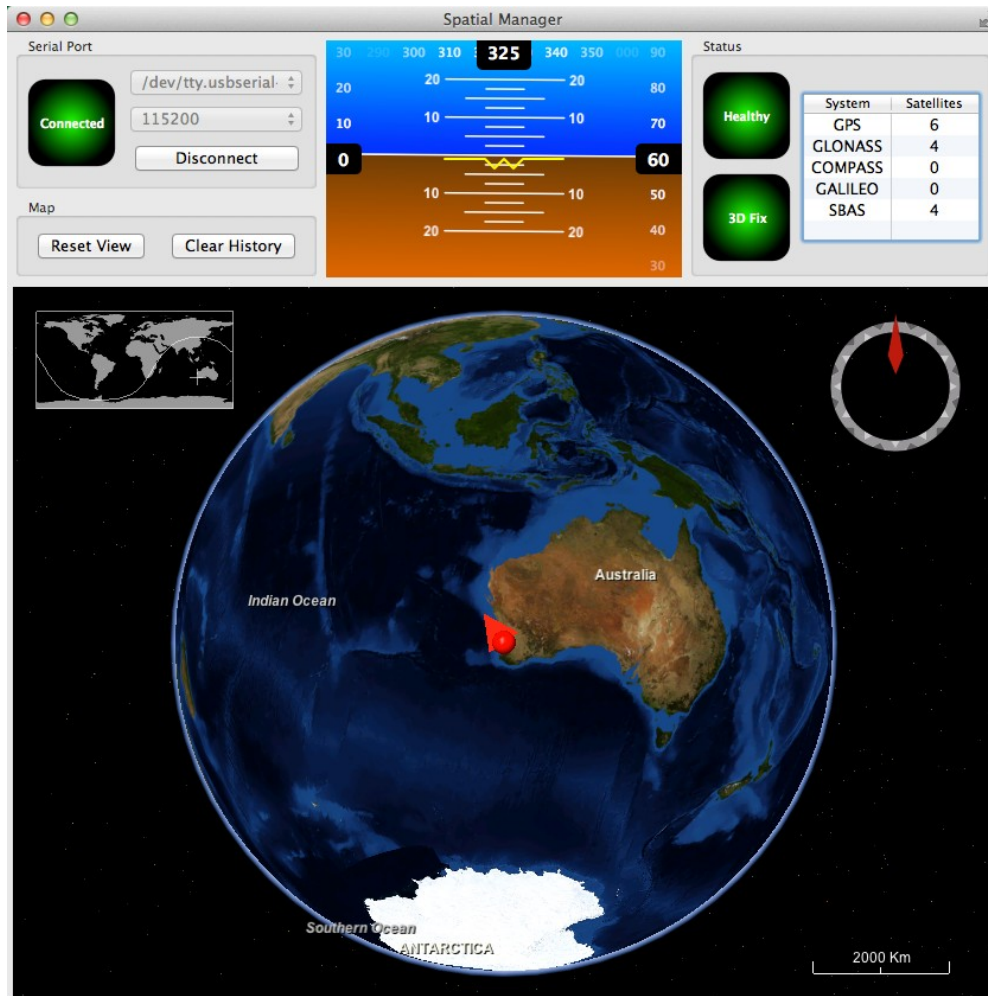 Spatial Manager
Serial Port
Connected
/dev/tty.usbserial-
115200
Disconnect
Map
Reset View
Clear History
30 290 300 310 325 340 350 000 90
20 20 20 80
10 10 10 70
0 60
10 10 50
20 20 40
30
Status
Healthy
3D Fix
System Satellites
GPS 6
GLONASS 4
COMPASS 0
GALILEO 0
SBAS 4
Australia
Indian Ocean
Southern Ocean
ANTARCTICA
2000 Km